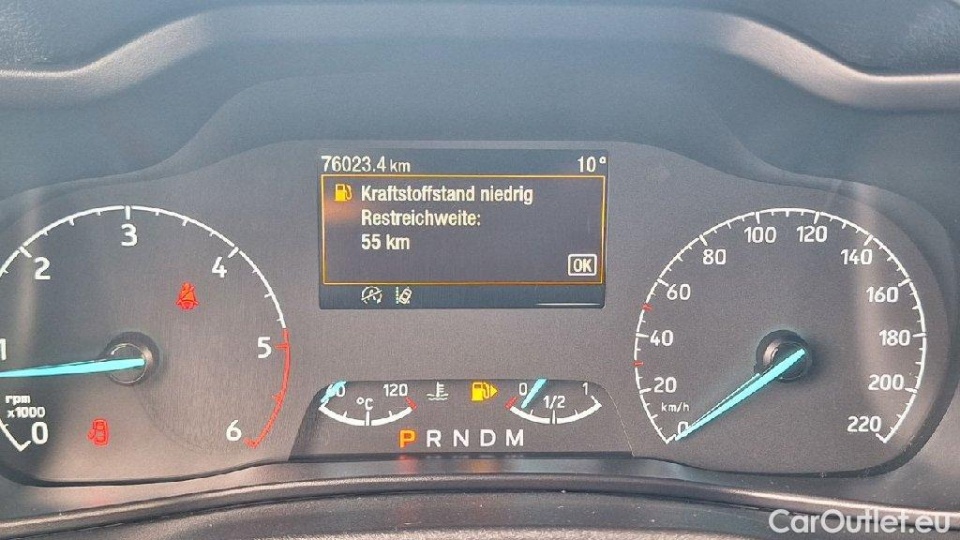 76023.4 km 10°
Kraftstoffstand niedrig
Restreichweite:
55 km
OK
1 2 3 4 5 6
rpm
x1000
0
120
°C
0 1
1/2
P R N D M
0 20 40 60 80 100 120 140 160 180 200 220
km/h
CarOutlet.eu